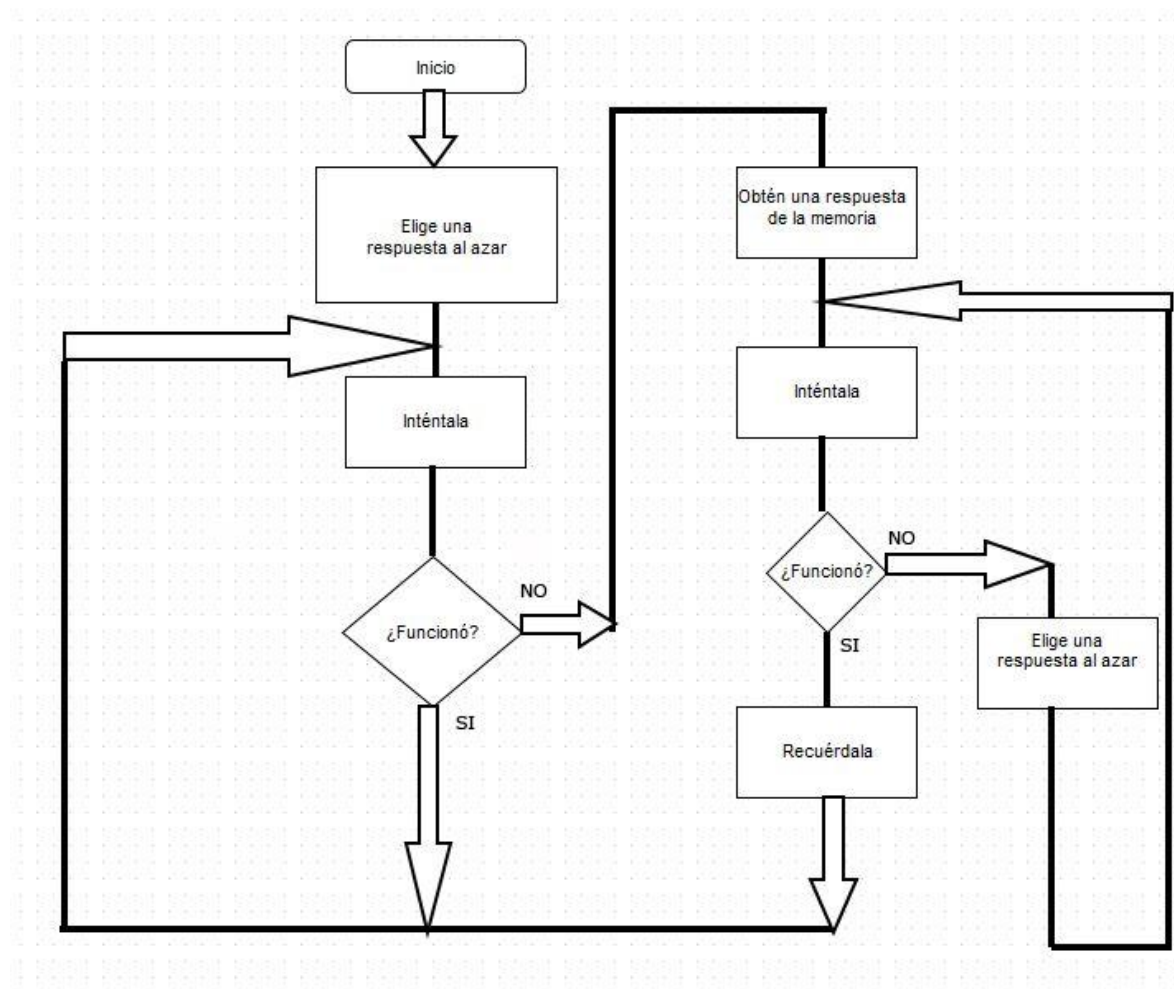 Inicio
Elige una
respuesta al azar
Inténtala
¿Funcionó?
NO
SI
Obtén una respuesta
de la memoria
Inténtala
¿Funcionó?
NO
SI
Elige una
respuesta al azar
Recuérdala